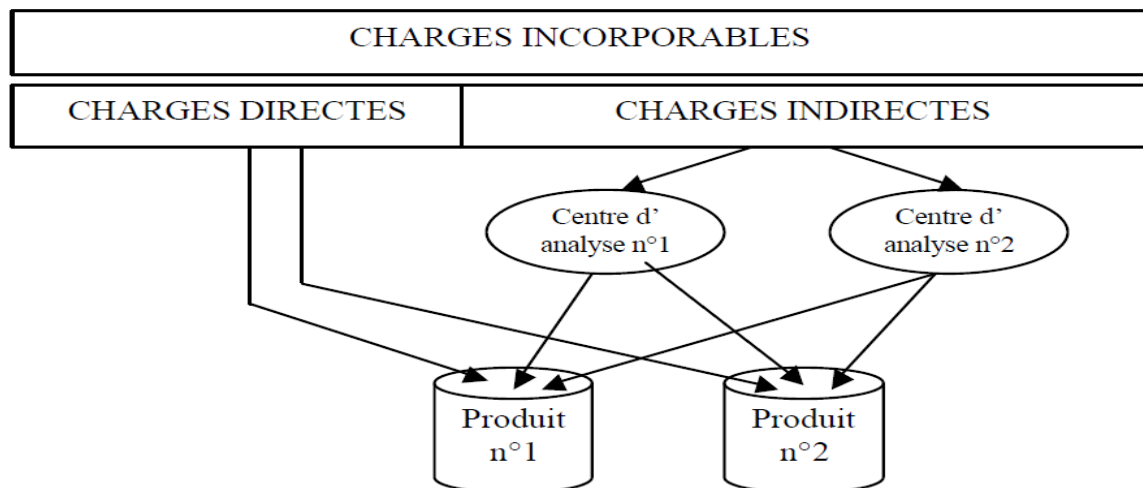 CHARGES INCORPORABLES
CHARGES DIRECTES
CHARGES INDIRECTES
Centre d’
analyse n°1
Centre d’
analyse n°2
Produit
n°1
Produit
n°2